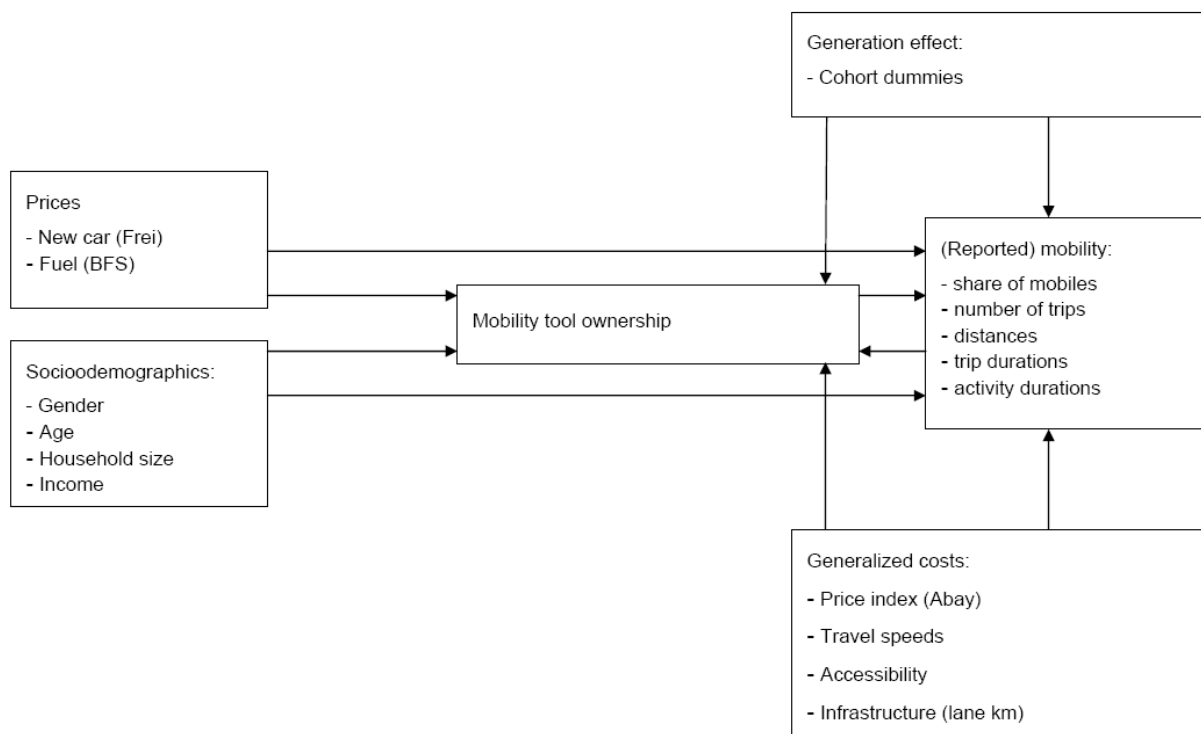 Generation effect:
- Cohort dummies
Prices
- New car (Frei)
- Fuel (BFS)
(Reported) mobility:
- share of mobiles
- number of trips
- distances
- trip durations
- activity durations
Mobility tool ownership
Socioodemographics:
- Gender
- Age
- Household size
- Income
Generalized costs:
- Price index (Abay)
- Travel speeds
- Accessibility
- Infrastructure (lane km)